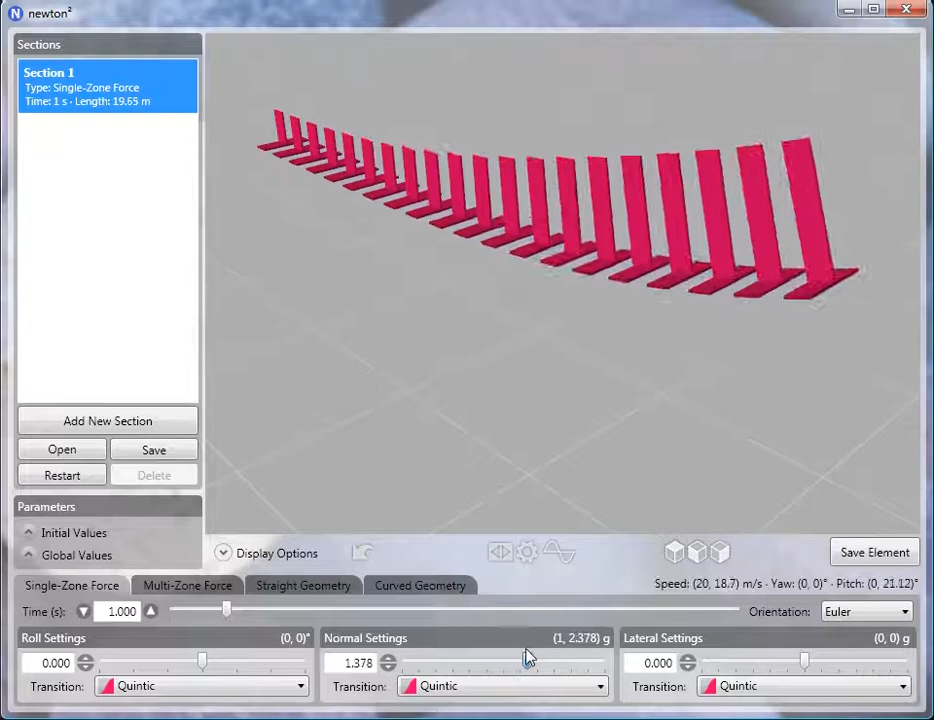 newton²
Sections
Section 1
Type: Single-Zone Force
Time: 1 s · Length: 19.65 m
Add New Section
Open
Save
Restart
Delete
Parameters
Initial Values
Global Values
Display Options
Save Element
Single-Zone Force
Multi-Zone Force
Straight Geometry
Curved Geometry
Speed: (20, 18.7) m/s · Yaw: (0, 0)° · Pitch: (0, 21.12)°
Time (s):
1.000
Orientation:
Euler
Roll Settings
(0, 0)°
0.000
Transition:
Quintic
Normal Settings
(1, 2.378) g
1.378
Transition:
Quintic
Lateral Settings
(0, 0) g
0.000
Transition:
Quintic